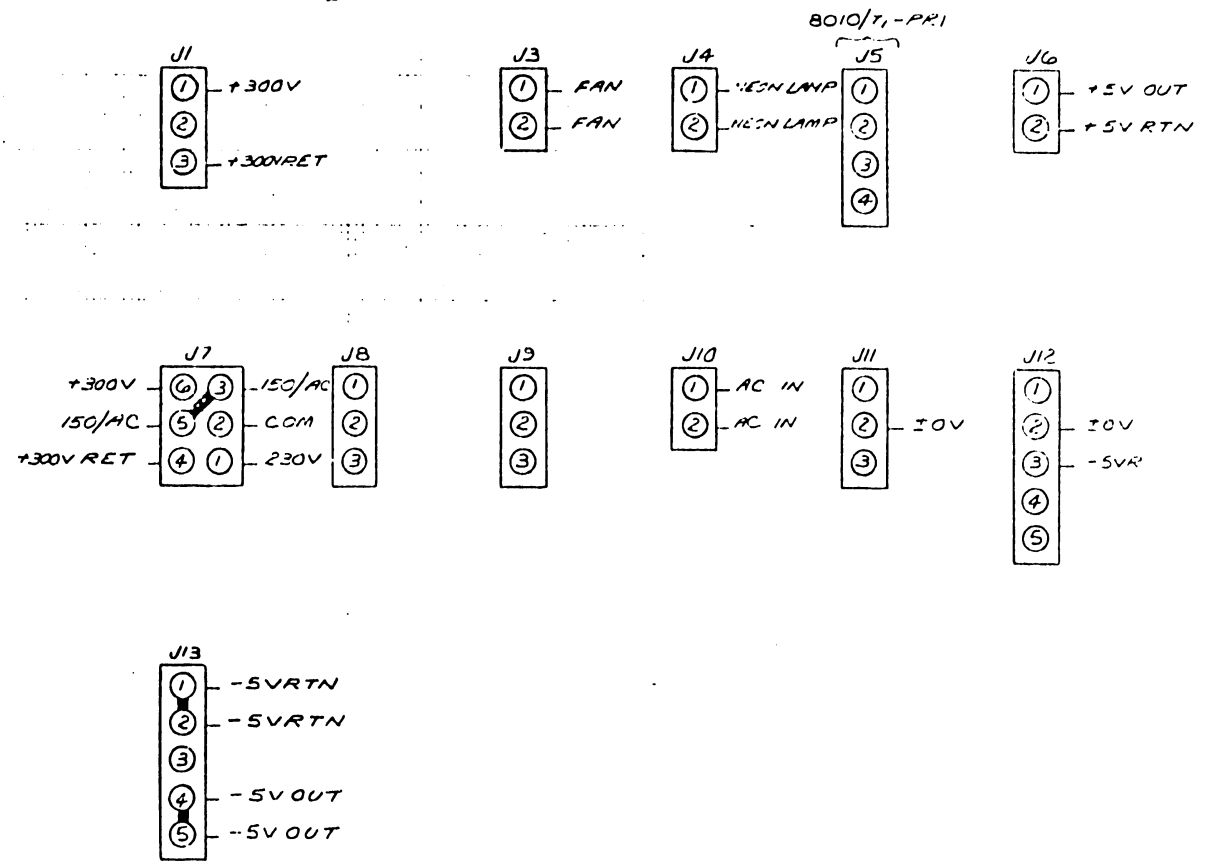 8010/T1-PRI
J1
1 +300V
2
3 +300VRET
J3
1 FAN
2 FAN
J4
1 NEON LAMP
2 NEON LAMP
J5
1
2
3
4
J6
1 +5V OUT
2 +5V RTN
J7
+300V 6 3 150/AC
150/AC 5 2 COM
+300V RET 4 1 230V
J8
1
2
3
J9
1
2
3
J10
1 AC IN
2 AC IN
J11
1
2 ±0V
3
J12
1
2 ±0V
3 -5VR
4
5
J13
1 -5VRTN
2 -5VRTN
3
4 -5V OUT
5 -5V OUT